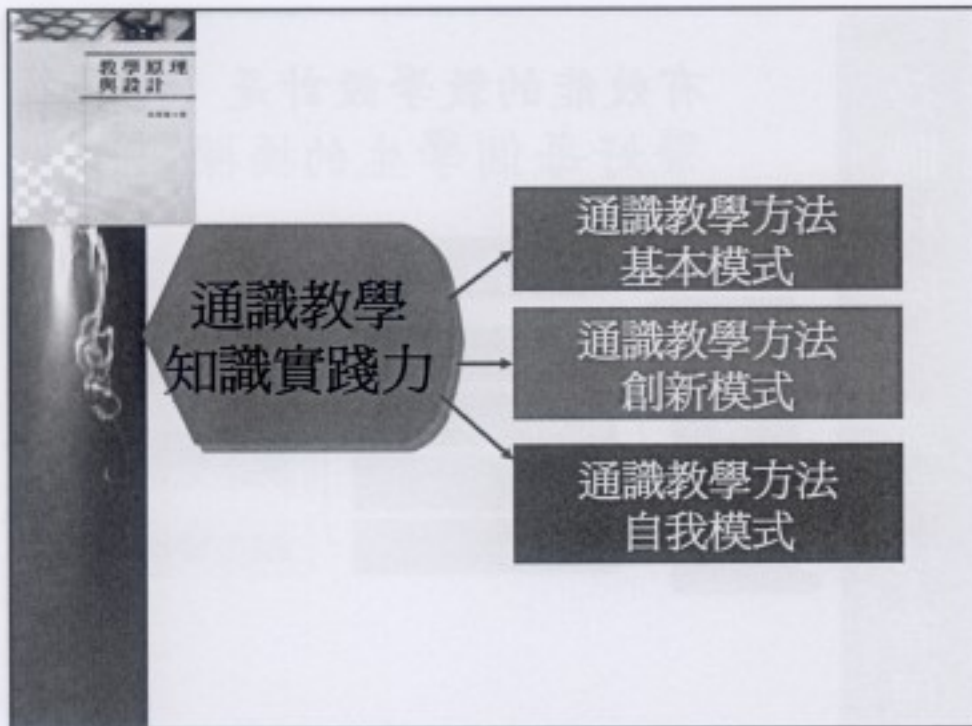 教學原理
與設計
通識教學
知識實踐力
通識教學方法
基本模式
通識教學方法
創新模式
通識教學方法
自我模式